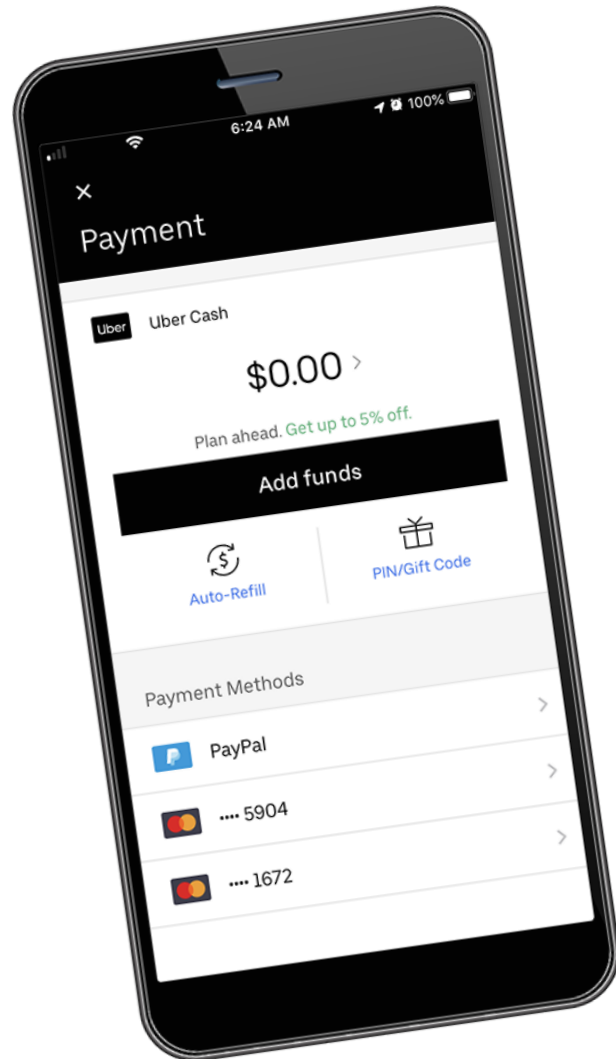 6:24 AM
100%
Payment
Uber
Uber Cash
$0.00
Plan ahead. Get up to 5% off.
Add funds
Auto-Refill
PIN/Gift Code
Payment Methods
PayPal
•••• 5904
•••• 1672